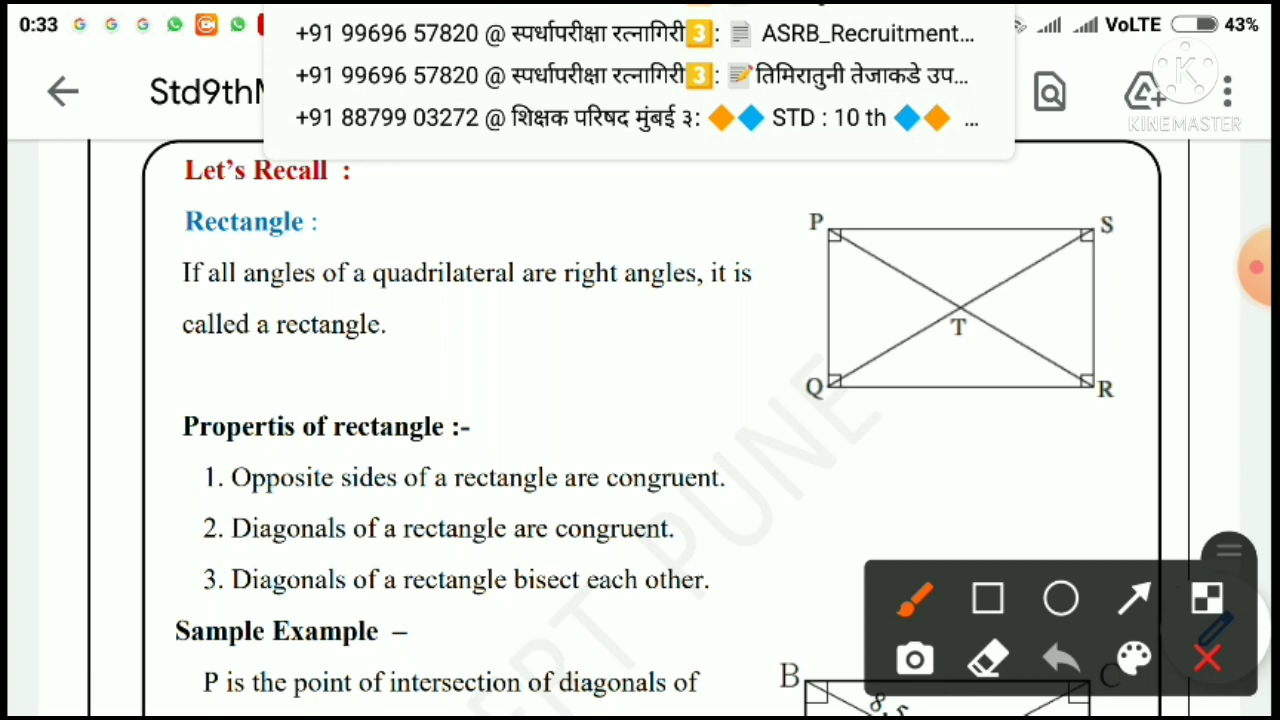 0:33
VoLTE
43%
+91 99696 57820 @ स्पर्धापरीक्षा रत्नागिरी3️⃣: 📄 ASRB_Recruitment...
+91 99696 57820 @ स्पर्धापरीक्षा रत्नागिरी3️⃣: 📝तिमिरातुनी तेजाकडे उप...
+91 88799 03272 @ शिक्षक परिषद मुंबई ३: 🔶🔷 STD : 10 th 🔷🔶 ...
Std9th
K
KINEMASTER
Let's Recall :
Rectangle :
If all angles of a quadrilateral are right angles, it is
called a rectangle.
P
S
T
Q
R
Propertis of rectangle :-
1. Opposite sides of a rectangle are congruent.
2. Diagonals of a rectangle are congruent.
3. Diagonals of a rectangle bisect each other.
Sample Example –
P is the point of intersection of diagonals of
B
C
8.5
ERT PUNE